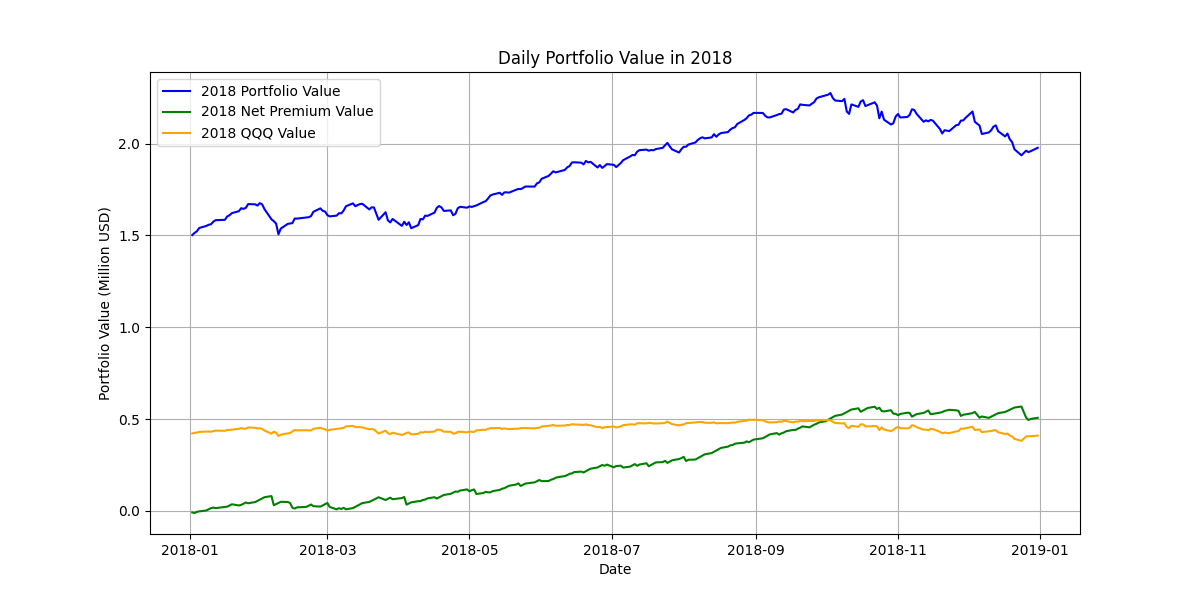 Daily Portfolio Value in 2018
2018 Portfolio Value
2018 Net Premium Value
2018 QQQ Value
Portfolio Value (Million USD)
2.0
1.5
1.0
0.5
0.0
2018-01 2018-03 2018-05 2018-07 2018-09 2018-11 2019-01
Date